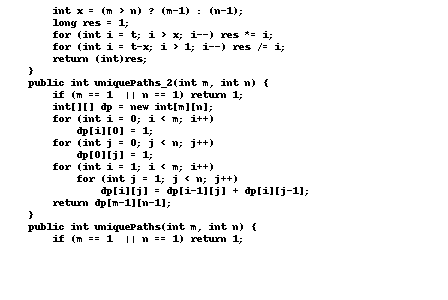 int x = (m > n) ? (m-1) : (n-1);
long res = 1;
for (int i = t; i > x; i--) res *= i;
for (int i = t-x; i > 1; i--) res /= i;
return (int)res;
}
public int uniquePaths_2(int m, int n) {
if (m == 1 || n == 1) return 1;
int[][] dp = new int[m][n];
for (int i = 0; i < m; i++)
dp[i][0] = 1;
for (int j = 0; j < n; j++)
dp[0][j] = 1;
for (int i = 1; i < m; i++)
for (int j = 1; j < n; j++)
dp[i][j] = dp[i-1][j] + dp[i][j-1];
return dp[m-1][n-1];
}
public int uniquePaths(int m, int n) {
if (m == 1 || n == 1) return 1;